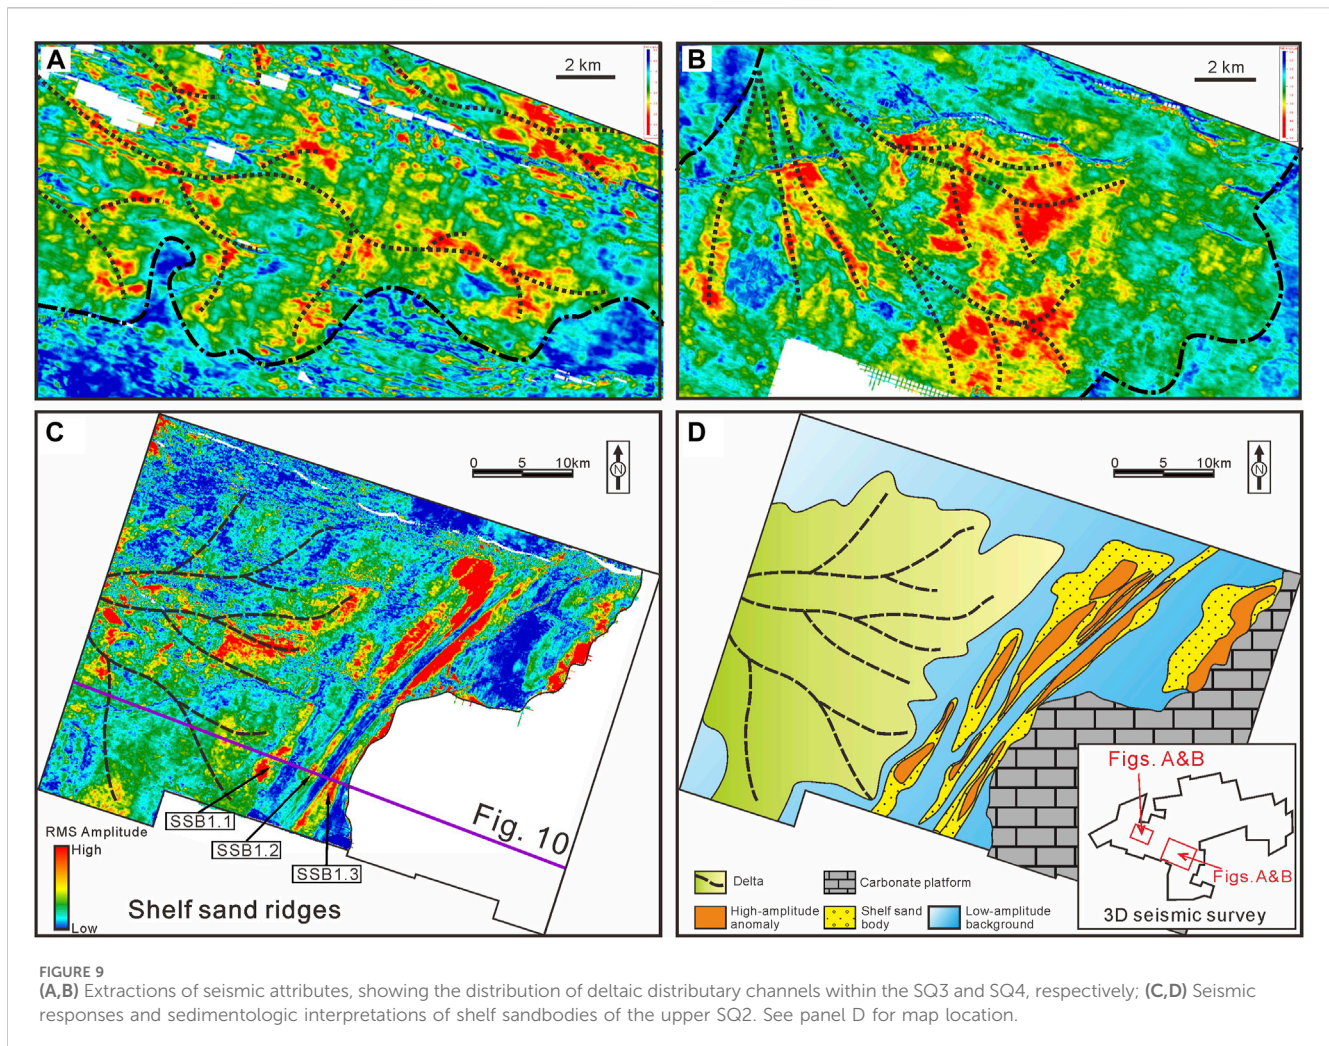 A
2 km
B
2 km
C
0 5 10km
N
RMS Amplitude
High
Low
SSB1.1
SSB1.2
SSB1.3
Fig. 10
Shelf sand ridges
D
0 5 10km
N
Figs. A&B
Figs. A&B
3D seismic survey
Delta
Carbonate platform
High-amplitude
anomaly
Shelf sand
body
Low-amplitude
background
FIGURE 9
(A,B) Extractions of seismic attributes, showing the distribution of deltaic distributary channels within the SQ3 and SQ4, respectively; (C,D) Seismic
responses and sedimentologic interpretations of shelf sandbodies of the upper SQ2. See panel D for map location.